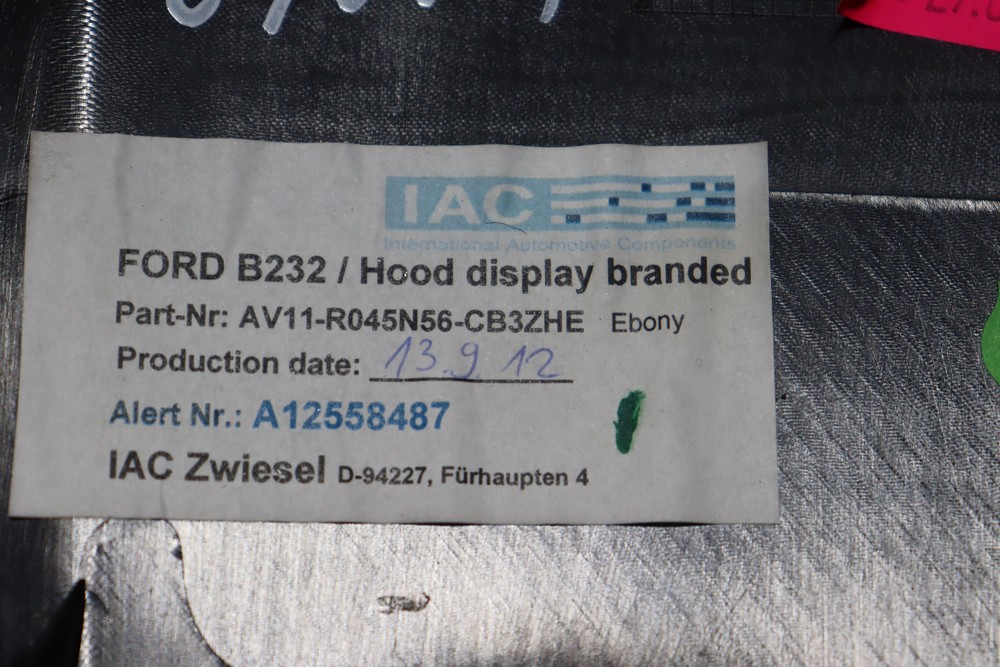 IAC
International Automotive Components
FORD B232 / Hood display branded
Part-Nr: AV11-R045N56-CB3ZHE Ebony
Production date: 13.9.12
Alert Nr.: A12558487
IAC Zwiesel D-94227, Fürhaupten 4